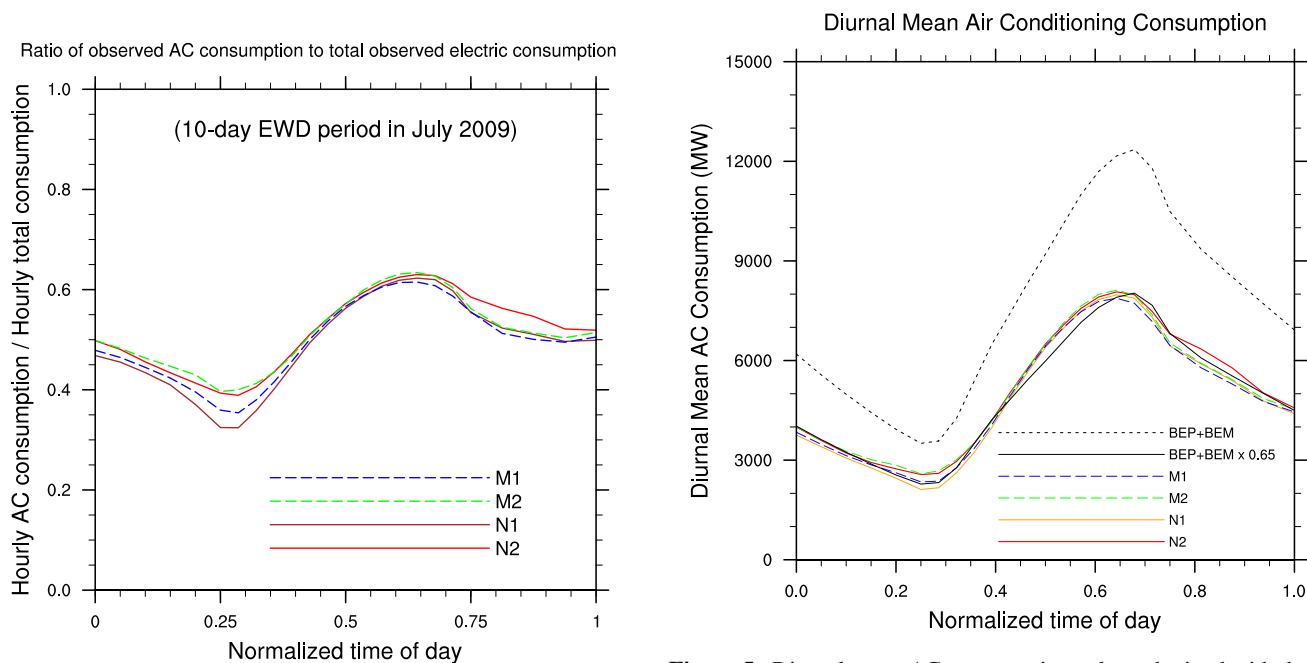 Ratio of observed AC consumption to total observed electric consumption
(10-day EWD period in July 2009)
Hourly AC consumption / Hourly total consumption
1.0
0.8
0.6
0.4
0.2
0.0
M1
M2
N1
N2
0
0.25
0.5
0.75
1
Normalized time of day
Diurnal Mean Air Conditioning Consumption
Diurnal Mean AC Consumption (MW)
15000
12000
9000
6000
3000
0
BEP+BEM
BEP+BEM x 0.65
M1
M2
N1
N2
0.0
0.2
0.4
0.6
0.8
1.0
Normalized time of day